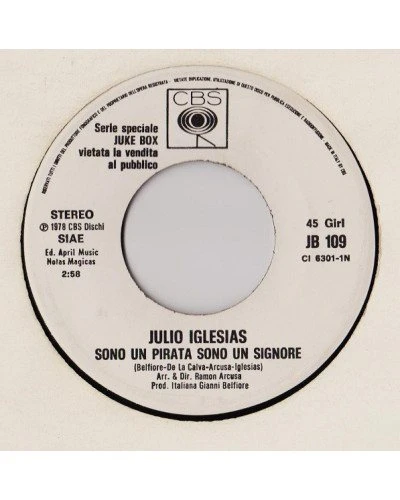 CBS
Serie speciale
JUKE BOX
vietata la vendita
al pubblico
STEREO
℗ 1978 CBS Dischi
SIAE
Ed. April Music
Notas Magicas
2:58
45 Giri
JB 109
CI 6301-1N
JULIO IGLESIAS
SONO UN PIRATA SONO UN SIGNORE
(Belfiore-De La Calva-Arcusa-Iglesias)
Arr. & Dir. Ramon Arcusa
Prod. Italiana Gianni Belfiore